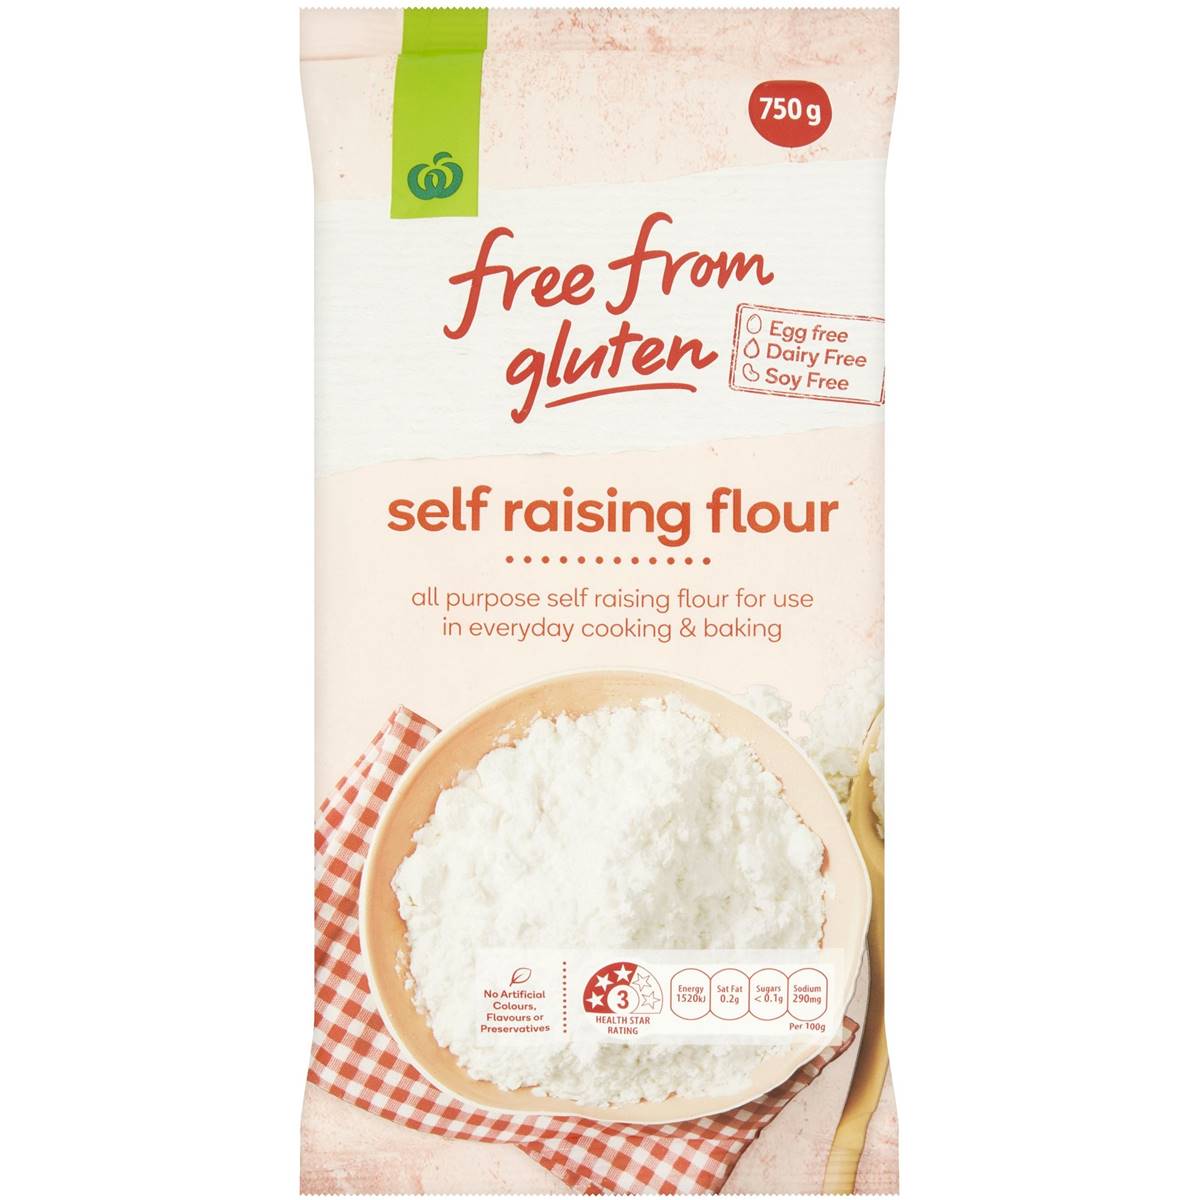 750 g
free from
gluten
Egg free
Dairy Free
Soy Free
self raising flour
all purpose self raising flour for use
in everyday cooking & baking
No Artificial
Colours,
Flavours or
Preservatives
3
HEALTH STAR
RATING
Energy
1520kJ
Sat Fat
0.2g
Sugars
< 0.1g
Sodium
290mg
Per 100g